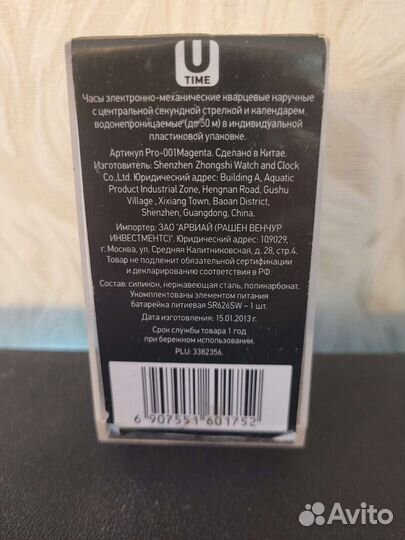 U
TIME
Часы электронно-механические кварцевые наручные
с центральной секундной стрелкой и календарем,
водонепроницаемые (до 50 м) в индивидуальной
пластиковой упаковке.
Артикул Pro-001Magenta. Сделано в Китае.
Изготовитель: Shenzhen Zhongshi Watch and Clock
Co.,Ltd. Юридический адрес: Building A, Aquatic
Product Industrial Zone, Hengnan Road, Gushu
Village , Xixiang Town, Baoan District,
Shenzhen, Guangdong, China.
Импортер: ЗАО "АРВИАЙ (РАШЕН ВЕНЧУР
ИНВЕСТМЕНТС)". Юридический адрес: 109029,
г. Москва, ул. Средняя Калитниковская, д. 28, стр.4.
Товар не подлежит обязательной сертификации
и декларированию соответствия в РФ.
Состав: силикон, нержавеющая сталь, поликарбонат.
Укомплектованы элементом питания
батарейка литиевая SR626SW – 1 шт.
Дата изготовления: 15.01.2013 г.
Срок службы товара 1 год
при бережном использовании.
PLU: 3382356.
6 907551 601752
Avito